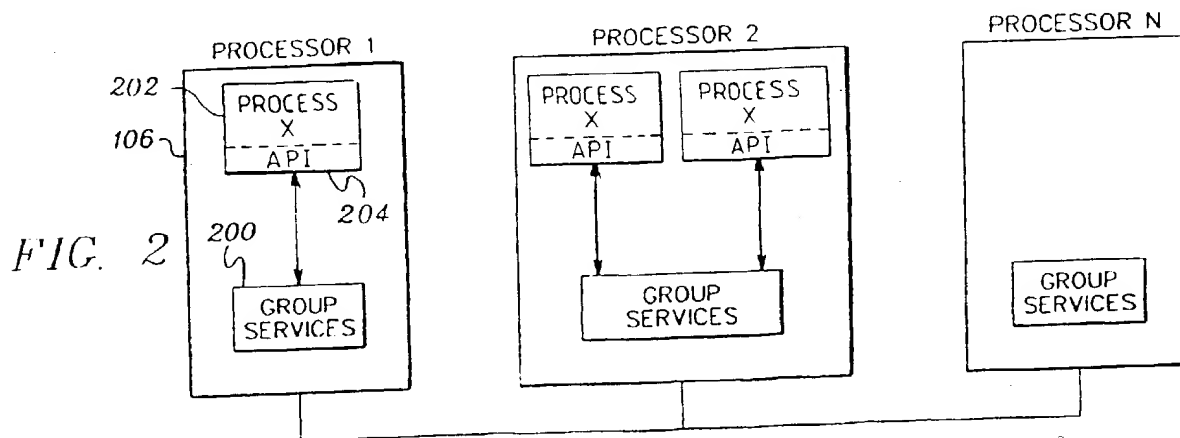 PROCESSOR 1
PROCESSOR 2
PROCESSOR N
202
PROCESS
X
API
106
204
200
GROUP
SERVICES
PROCESS
X
API
PROCESS
X
API
GROUP
SERVICES
GROUP
SERVICES
FIG. 2